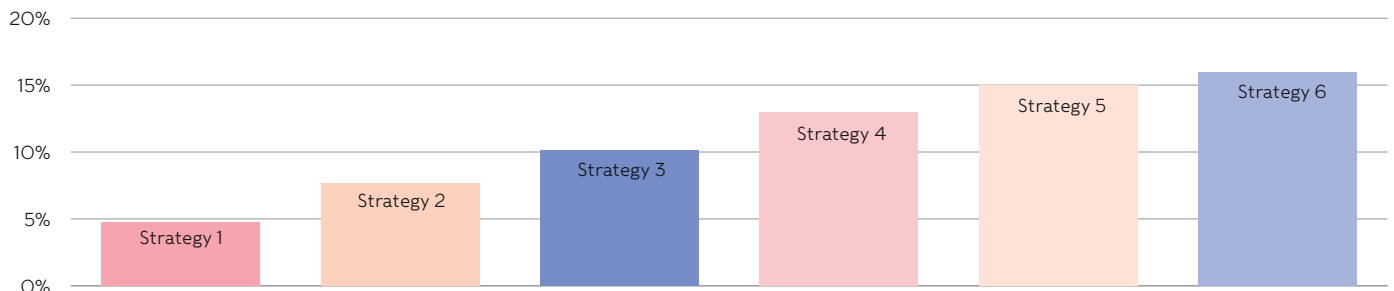 20%
15%
10%
5%
0%
Strategy 1
Strategy 2
Strategy 3
Strategy 4
Strategy 5
Strategy 6